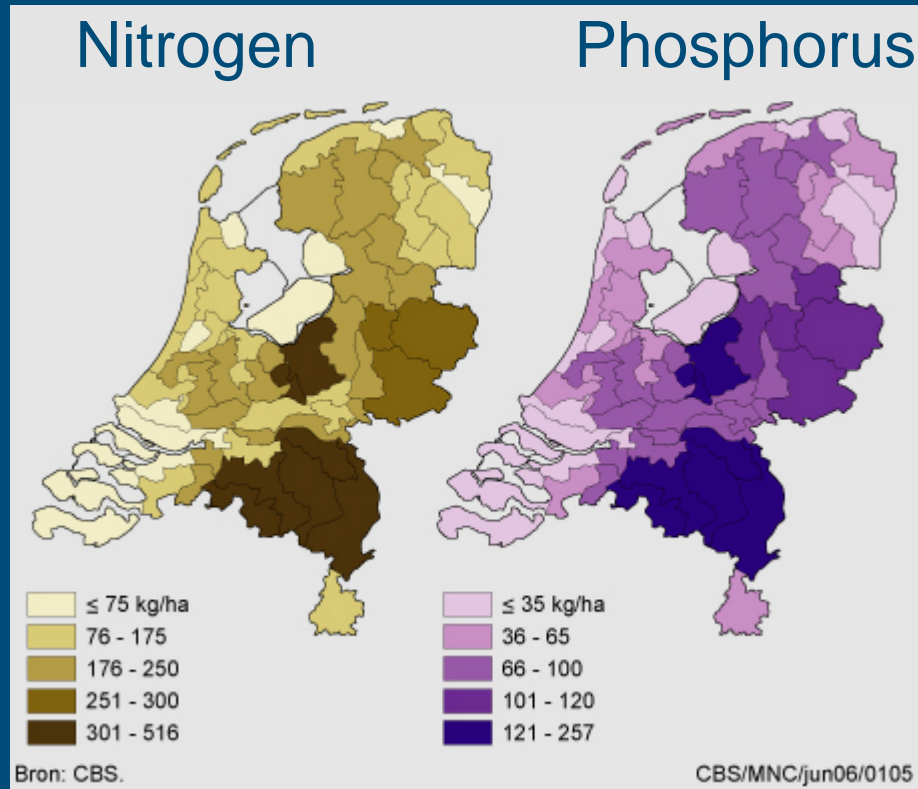 Nitrogen
Phosphorus
≤ 75 kg/ha
76 - 175
176 - 250
251 - 300
301 - 516
≤ 35 kg/ha
36 - 65
66 - 100
101 - 120
121 - 257
Bron: CBS.
CBS/MNC/jun06/0105